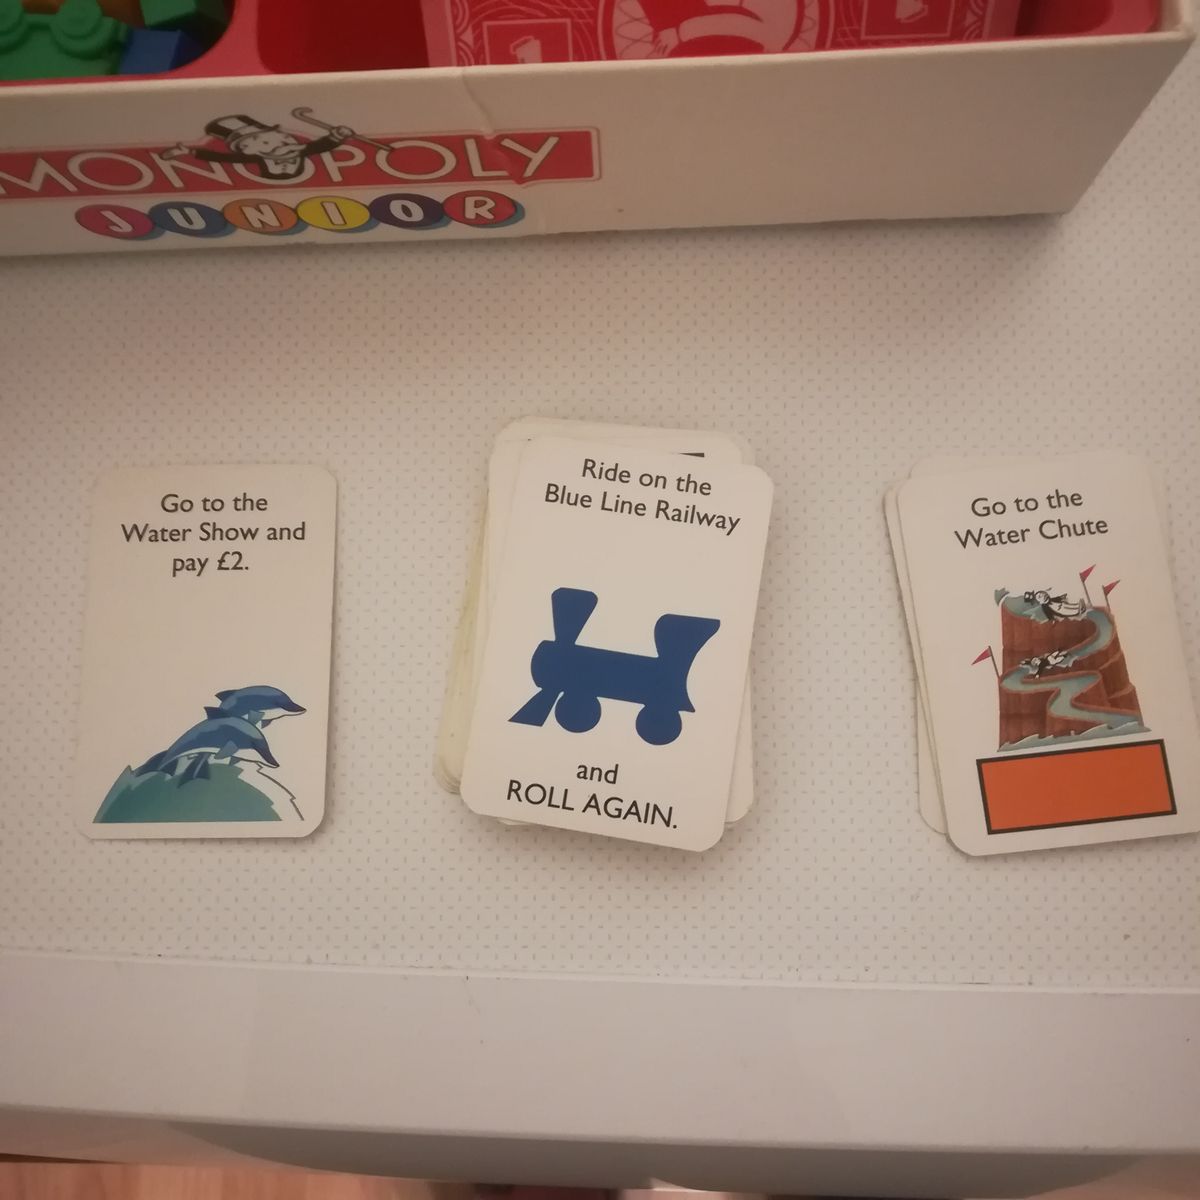 MONOPOLY
JUNIOR
Go to the
Water Show and
pay £2.
Ride on the
Blue Line Railway
and
ROLL AGAIN.
Go to the
Water Chute